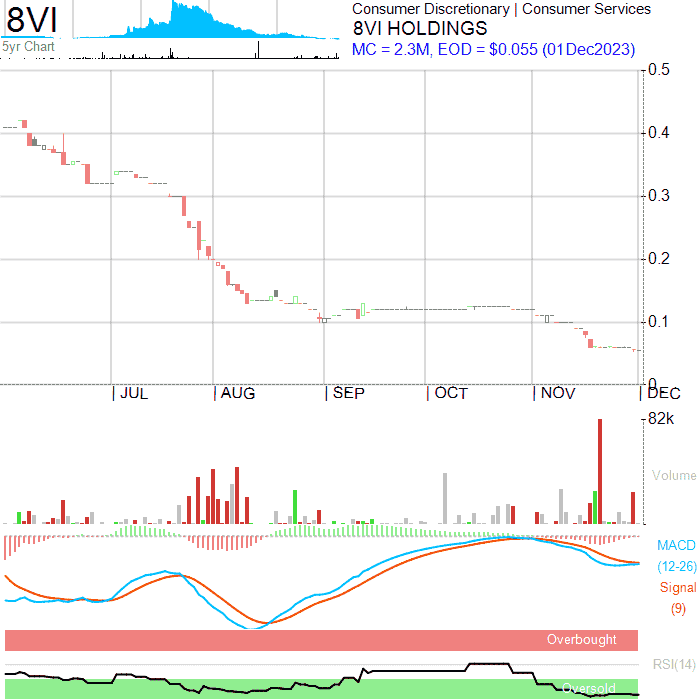 8VI
5yr Chart
Consumer Discretionary | Consumer Services
8VI HOLDINGS
MC = 2.3M, EOD = $0.055 (01Dec2023)
0.5
0.4
0.3
0.2
0.1
0
JUL AUG SEP OCT NOV DEC
82k
Volume
MACD
(12-26)
Signal
(9)
Overbought
RSI(14)
Oversold